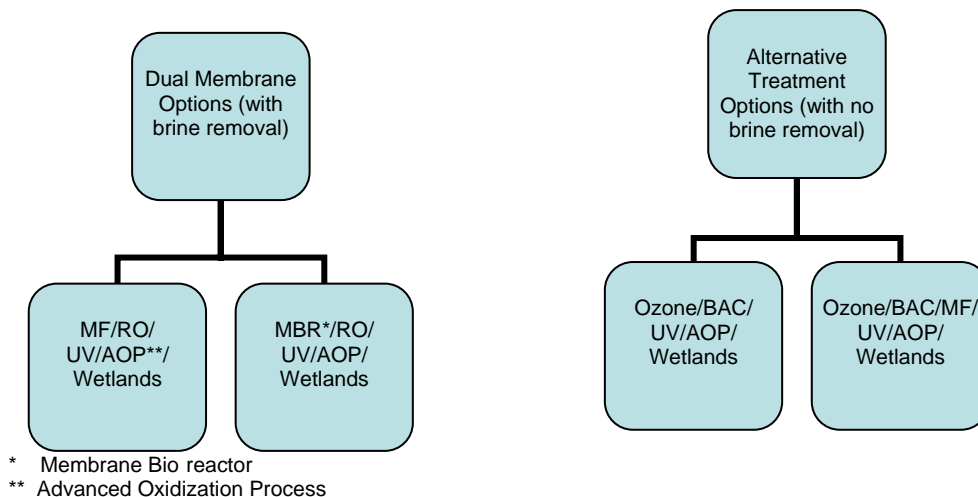 Dual Membrane
Options (with
brine removal)
Alternative
Treatment
Options (with no
brine removal)
MF/RO/
UV/AOP**/
Wetlands
MBR*/RO/
UV/AOP/
Wetlands
Ozone/BAC/
UV/AOP/
Wetlands
Ozone/BAC/MF/
UV/AOP/
Wetlands
* Membrane Bio reactor
** Advanced Oxidization Process